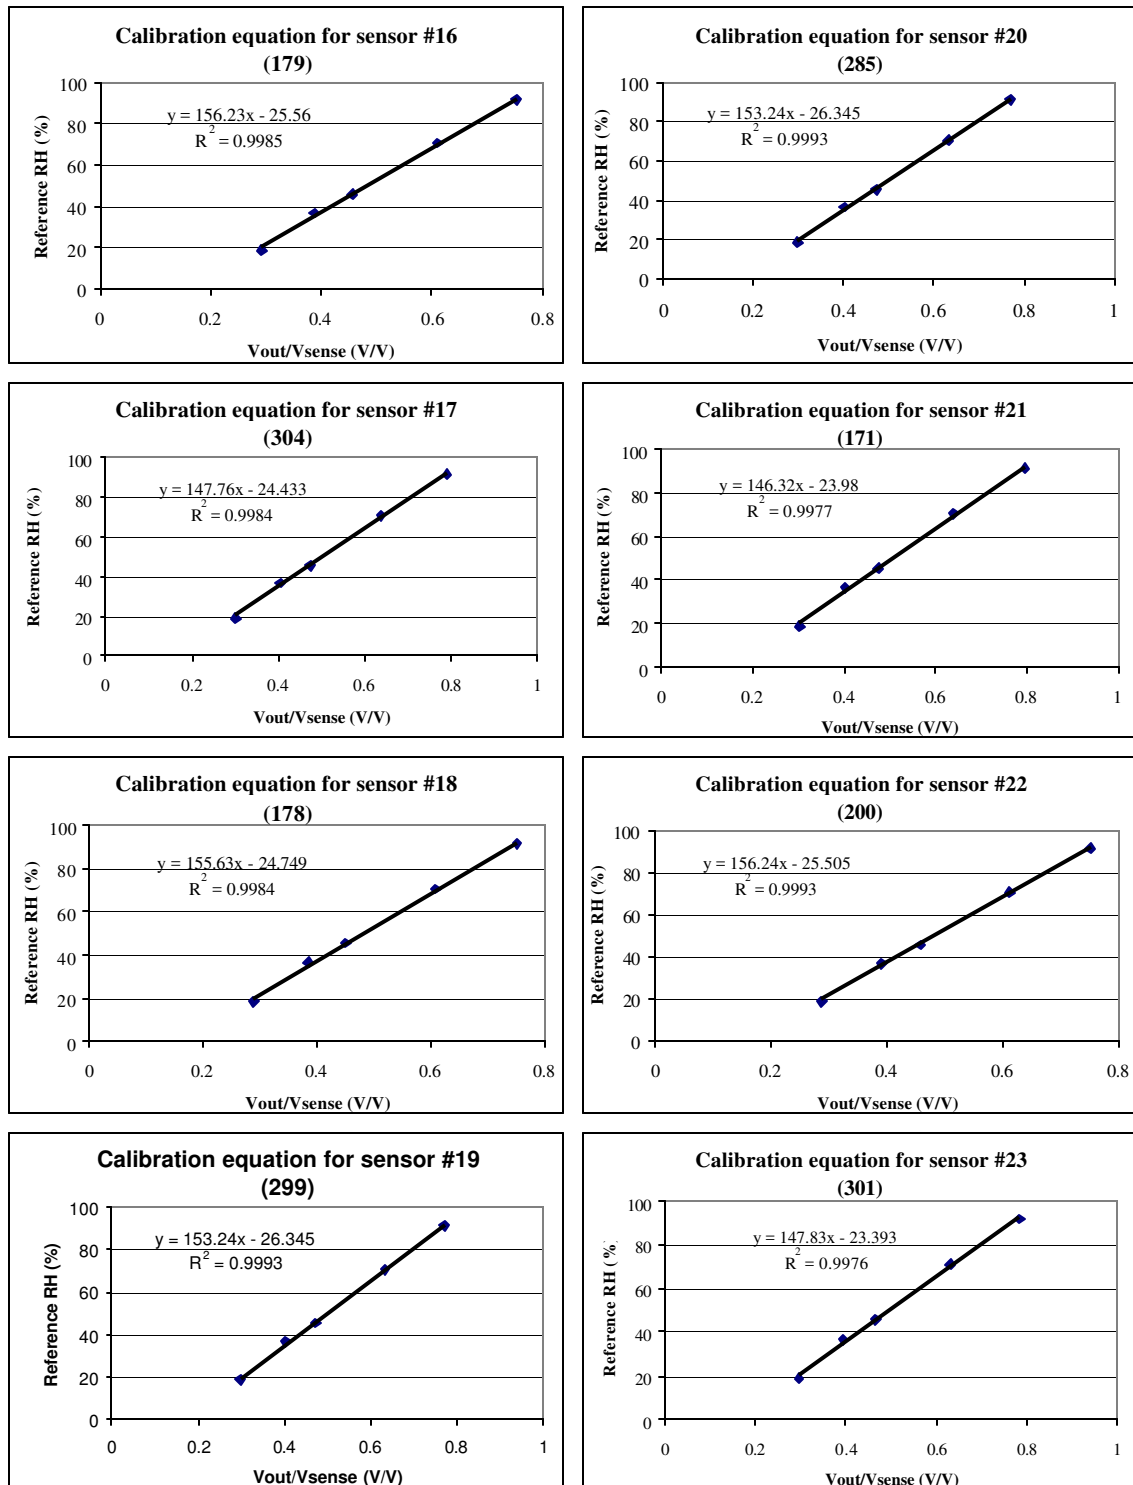 Calibration equation for sensor #16
(179)
y = 156.23x - 25.56
R2 = 0.9985
100
80
60
40
20
0
0 0.2 0.4 0.6 0.8
Vout/Vsense (V/V)
Reference RH (%)
Calibration equation for sensor #20
(285)
y = 153.24x - 26.345
R2 = 0.9993
100
80
60
40
20
0
0 0.2 0.4 0.6 0.8 1
Vout/Vsense (V/V)
Reference RH (%)
Calibration equation for sensor #17
(304)
y = 147.76x - 24.433
R2 = 0.9984
100
80
60
40
20
0
0 0.2 0.4 0.6 0.8 1
Vout/Vsense (V/V)
Reference RH (%)
Calibration equation for sensor #21
(171)
y = 146.32x - 23.98
R2 = 0.9977
100
80
60
40
20
0
0 0.2 0.4 0.6 0.8 1
Vout/Vsense (V/V)
Reference RH (%)
Calibration equation for sensor #18
(178)
y = 155.63x - 24.749
R2 = 0.9984
100
80
60
40
20
0
0 0.2 0.4 0.6 0.8
Vout/Vsense (V/V)
Reference RH (%)
Calibration equation for sensor #22
(200)
y = 156.24x - 25.505
R2 = 0.9993
100
80
60
40
20
0
0 0.2 0.4 0.6 0.8
Vout/Vsense (V/V)
Reference RH (%)
Calibration equation for sensor #19
(299)
y = 153.24x - 26.345
R2 = 0.9993
100
80
60
40
20
0
0 0.2 0.4 0.6 0.8 1
Vout/Vsense (V/V)
Reference RH (%)
Calibration equation for sensor #23
(301)
y = 147.83x - 23.393
R2 = 0.9976
100
80
60
40
20
0
0 0.2 0.4 0.6 0.8 1
Vout/Vsense (V/V)
Reference RH (%)